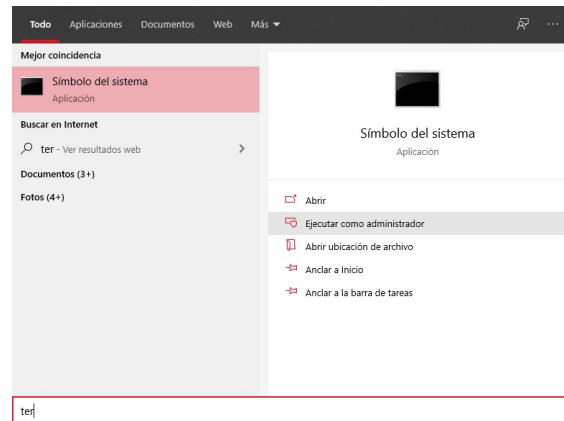 Todo Aplicaciones Documentos Web Más
Mejor coincidencia
Símbolo del sistema
Aplicación
Buscar en Internet
ter - Ver resultados web
Documentos (3+)
Fotos (4+)
Símbolo del sistema
Aplicación
Abrir
Ejecutar como administrador
Abrir ubicación de archivo
Anclar a Inicio
Anclar a la barra de tareas
ter